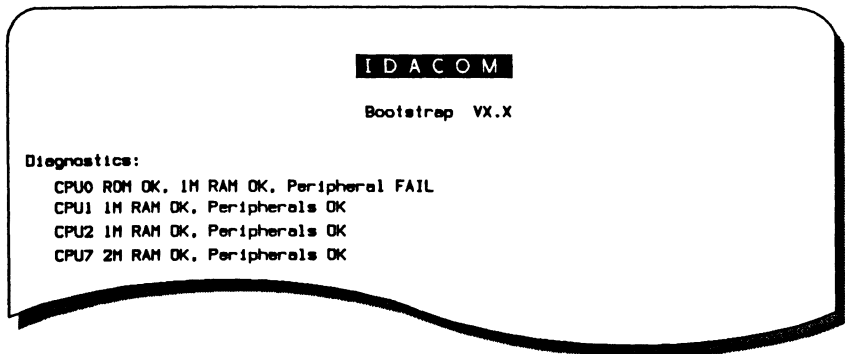 IDACOM
Bootstrap VX.X
Diagnostics:
CPU0 ROM OK, 1M RAM OK, Peripheral FAIL
CPU1 1M RAM OK, Peripherals OK
CPU2 1M RAM OK, Peripherals OK
CPU7 2M RAM OK, Peripherals OK